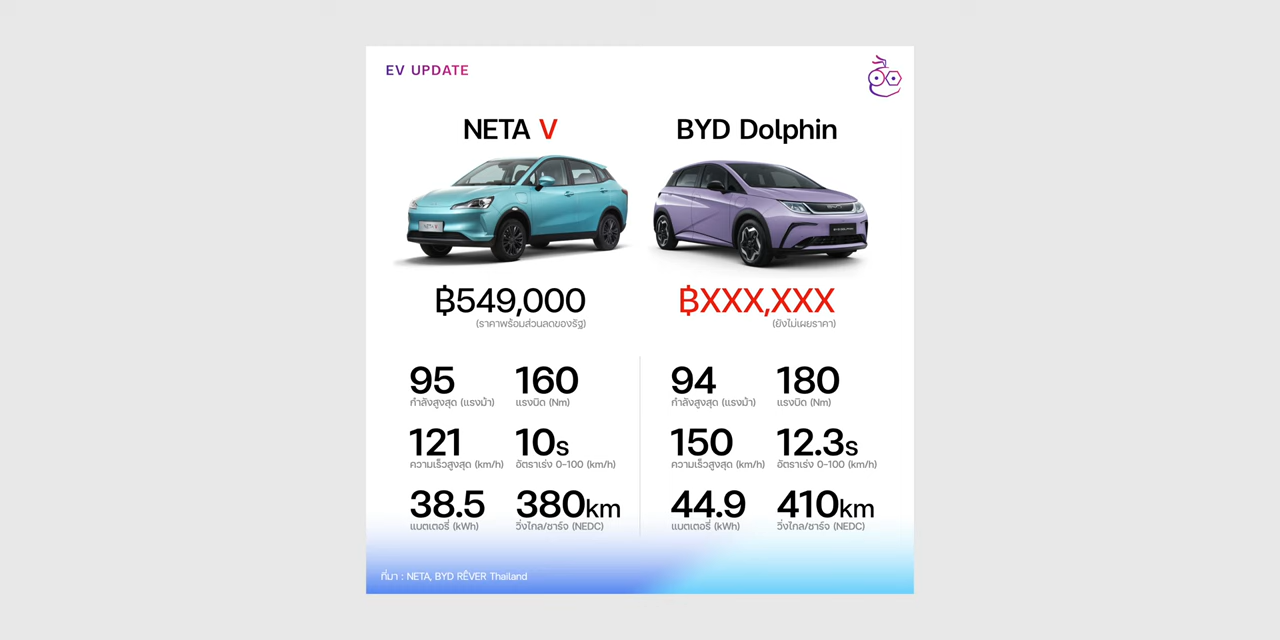 EV UPDATE
NETA V
BYD Dolphin
NETA V
BYD DOLPHIN
฿549,000
(ราคาพร้อมส่วนลดของรัฐ)
฿XXX,XXX
(ยังไม่เผยราคา)
95
กำลังสูงสุด (แรงม้า)
160
แรงบิด (Nm)
94
กำลังสูงสุด (แรงม้า)
180
แรงบิด (Nm)
121
ความเร็วสูงสุด (km/h)
10s
อัตราเร่ง 0-100 (km/h)
150
ความเร็วสูงสุด (km/h)
12.3s
อัตราเร่ง 0-100 (km/h)
38.5
แบตเตอรี่ (kWh)
380km
วิ่งไกล/ชาร์จ (NEDC)
44.9
แบตเตอรี่ (kWh)
410km
วิ่งไกล/ชาร์จ (NEDC)
ที่มา : NETA, BYD RÊVER Thailand